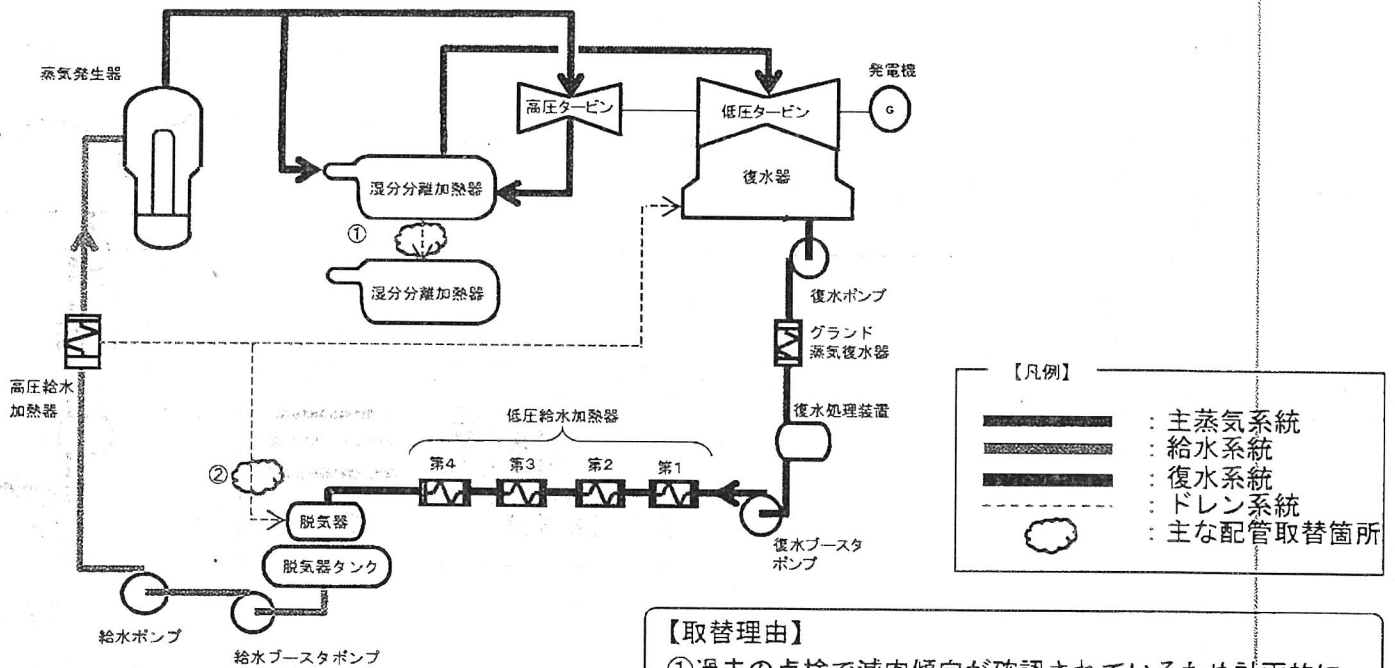 蒸気発生器
高圧タービン
低圧タービン
発電機
G
湿分分離加熱器
復水器
①
湿分分離加熱器
復水ポンプ
グランド
蒸気復水器
高圧給水
加熱器
復水処理装置
低圧給水加熱器
第4
第3
第2
第1
②
脱気器
脱気器タンク
復水ブースタ
ポンプ
給水ポンプ
給水ブースタポンプ
【凡例】
:主蒸気系統
:給水系統
:復水系統
:ドレン系統
:主な配管取替箇所
【取替理由】
①過去の点検で減肉傾向が確認されているため計画的に